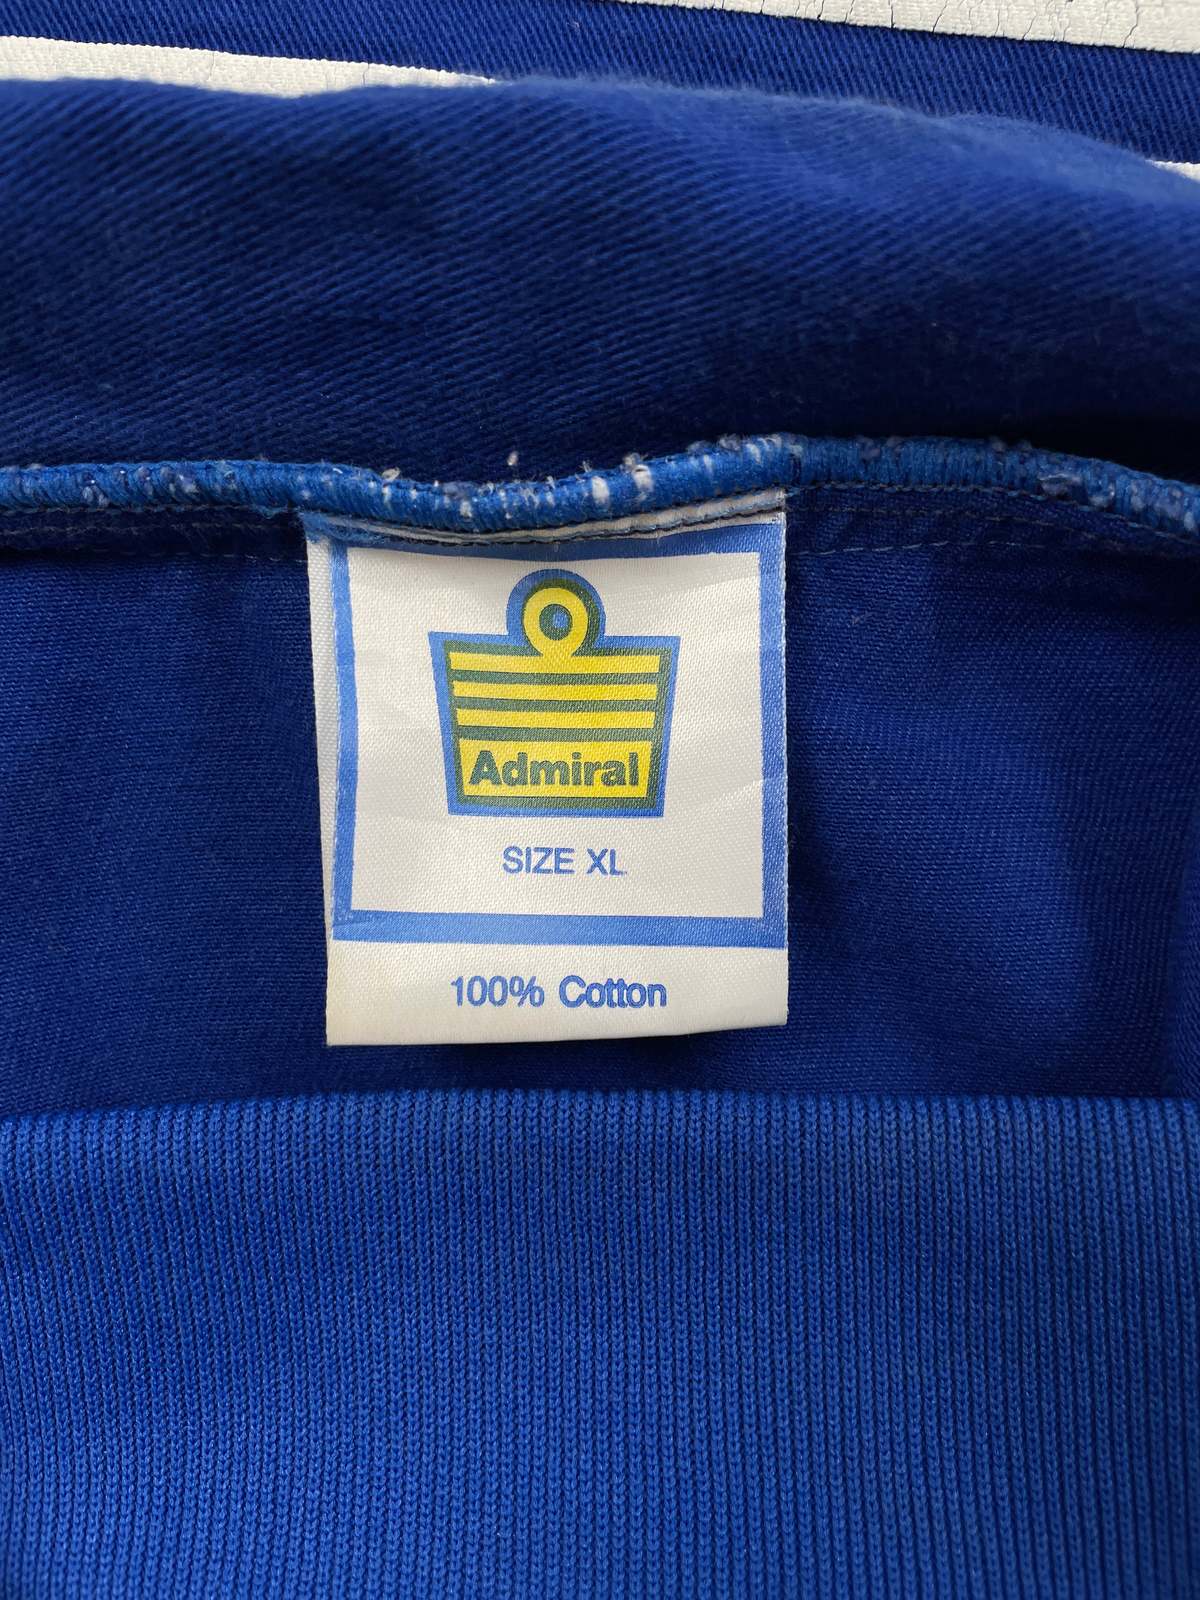 Admiral
SIZE XL
100% Cotton